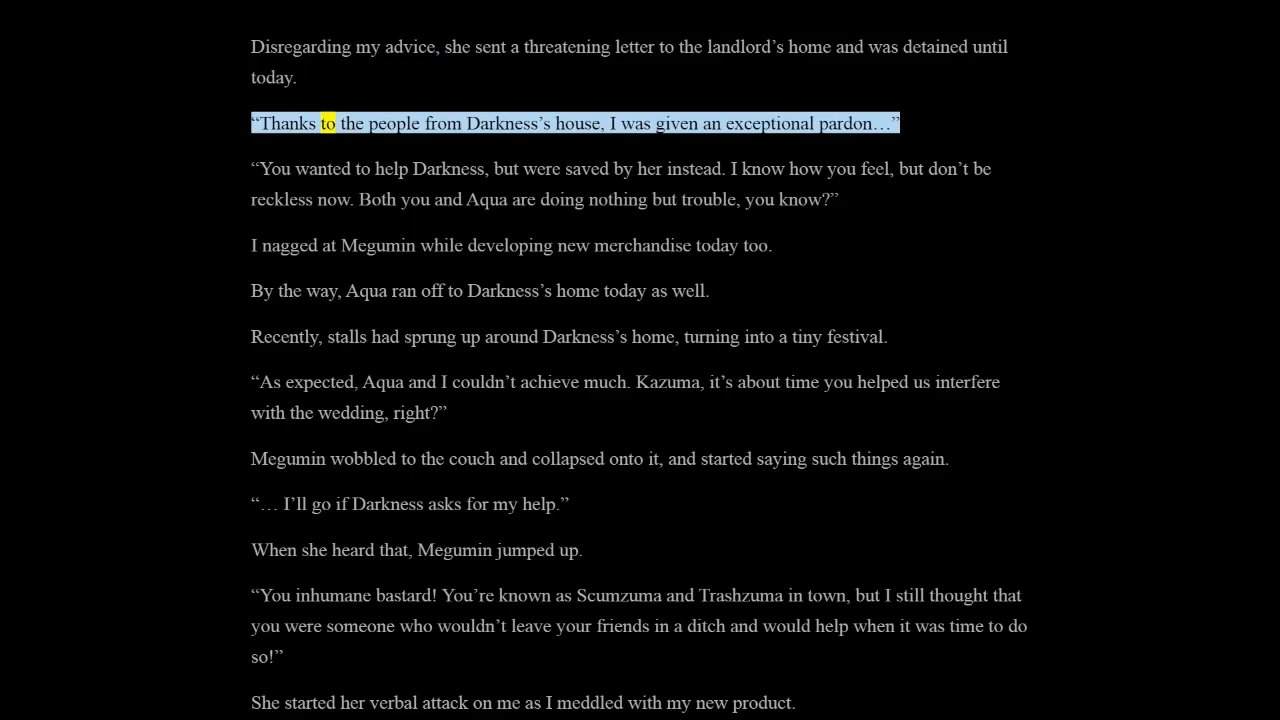 Disregarding my advice, she sent a threatening letter to the landlord’s home and was detained until
today.
“Thanks to the people from Darkness’s house, I was given an exceptional pardon…”
“You wanted to help Darkness, but were saved by her instead. I know how you feel, but don’t be
reckless now. Both you and Aqua are doing nothing but trouble, you know?”
I nagged at Megumin while developing new merchandise today too.
By the way, Aqua ran off to Darkness’s home today as well.
Recently, stalls had sprung up around Darkness’s home, turning into a tiny festival.
“As expected, Aqua and I couldn’t achieve much. Kazuma, it’s about time you helped us interfere
with the wedding, right?”
Megumin wobbled to the couch and collapsed onto it, and started saying such things again.
“… I’ll go if Darkness asks for my help.”
When she heard that, Megumin jumped up.
“You inhumane bastard! You’re known as Scumzuma and Trashzuma in town, but I still thought that
you were someone who wouldn’t leave your friends in a ditch and would help when it was time to do
so!”
She started her verbal attack on me as I meddled with my new product.